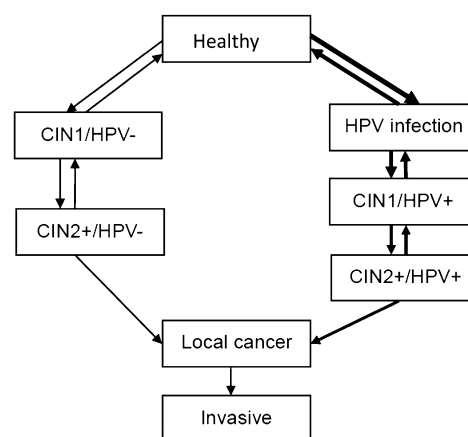 Healthy
CIN1/HPV-
HPV infection
CIN1/HPV+
CIN2+/HPV-
CIN2+/HPV+
Local cancer
Invasive